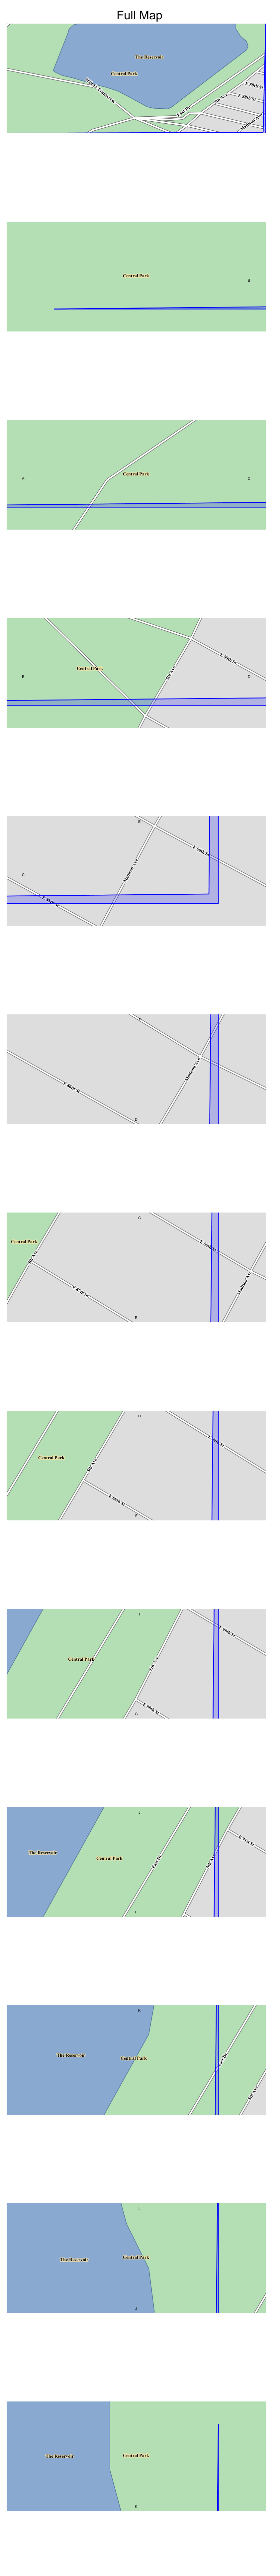 Full Map
The Reservoir
Central Park
86th St Transverse
East Dr
5th Ave
E 89th St
E 88th St
Madison Ave
Central Park
B
Central Park
A
C
Central Park
5th Ave
E 85th St
B
D
E
E 86th St
Madison Ave
C
E 85th St
Madison Ave
E 86th St
D
G
Central Park
5th Ave
E 88th St
E 87th St
Madison Ave
E
H
Central Park
5th Ave
E 89th St
E 88th St
F
I
E 90th St
Central Park
5th Ave
E 89th St
G
J
The Reservoir
Central Park
East Dr
5th Ave
E 91st St
H
K
The Reservoir
Central Park
East Dr
5th Ave
I
L
The Reservoir
Central Park
J
The Reservoir
Central Park
K